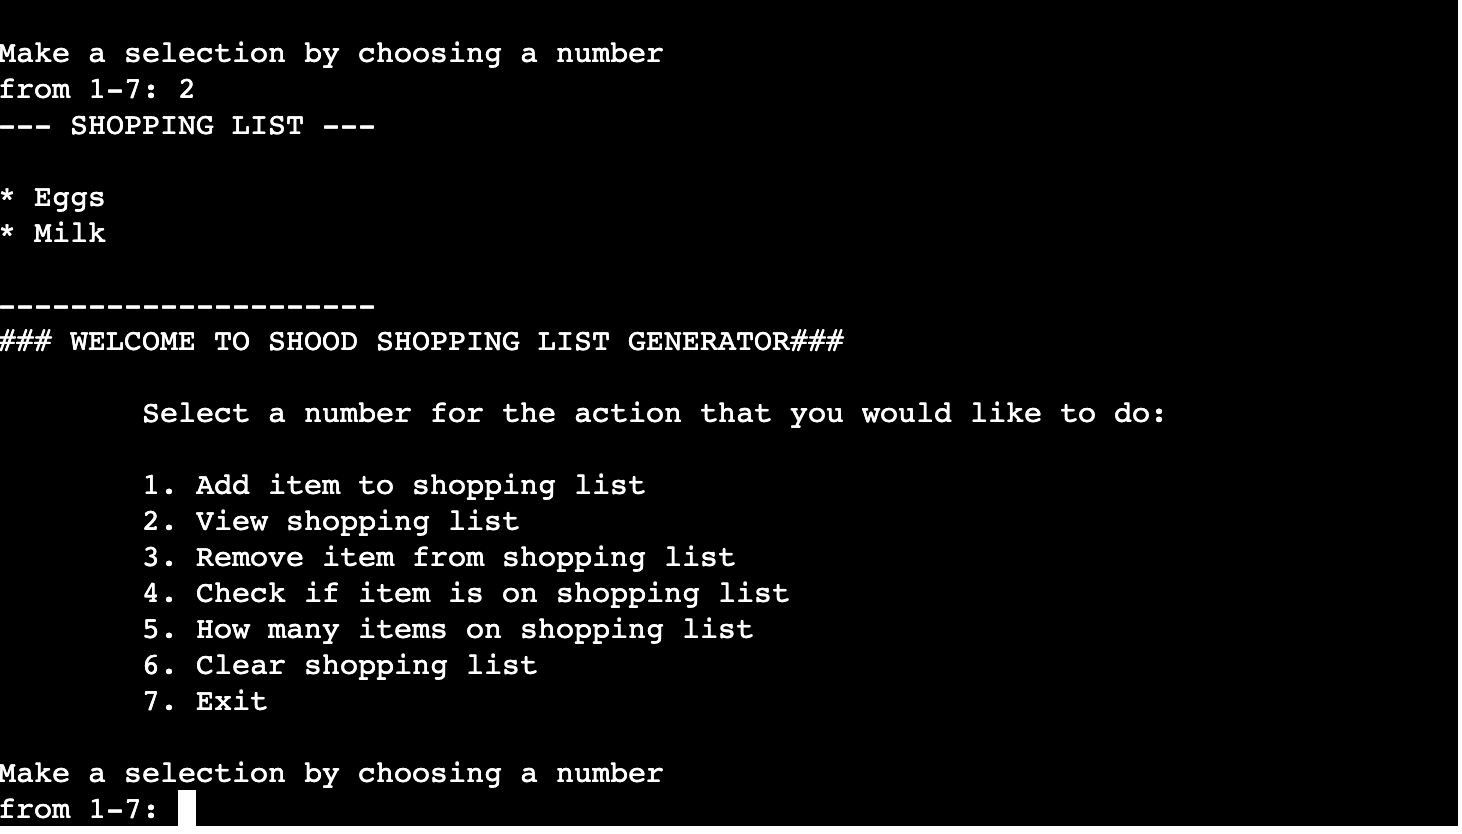 Make a selection by choosing a number
from 1-7: 2
--- SHOPPING LIST ---
* Eggs
* Milk
---------------------
### WELCOME TO SHOOD SHOPPING LIST GENERATOR###
Select a number for the action that you would like to do:
1. Add item to shopping list
2. View shopping list
3. Remove item from shopping list
4. Check if item is on shopping list
5. How many items on shopping list
6. Clear shopping list
7. Exit
Make a selection by choosing a number
from 1-7: